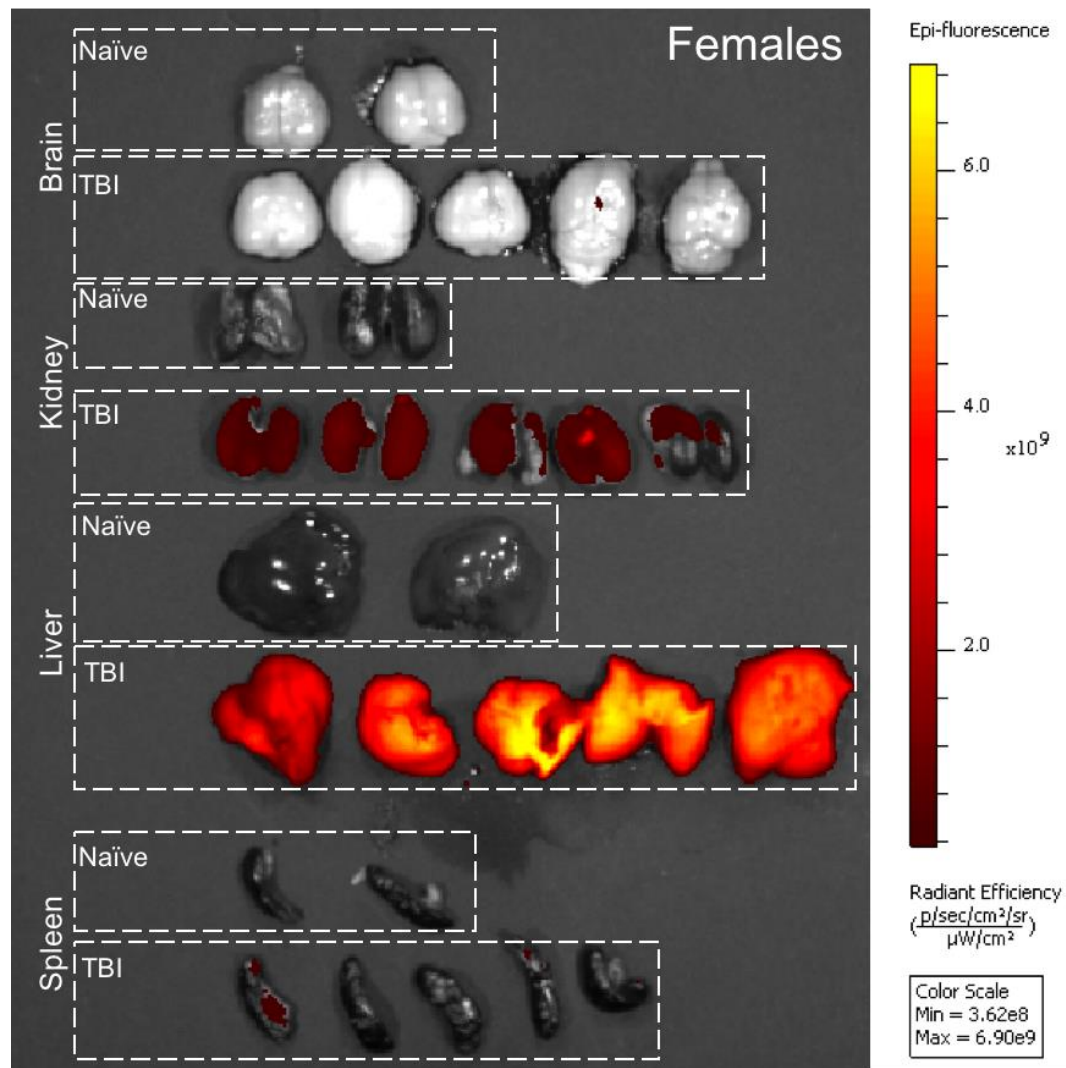 Females
Brain
Naïve
TBI
Kidney
Naïve
TBI
Liver
Naïve
TBI
Spleen
Naïve
TBI
Epi-fluorescence
6.0
4.0
x10⁹
2.0
Radiant Efficiency
(p/sec/cm²/sr
µW/cm²)
Color Scale
Min = 3.62e8
Max = 6.90e9